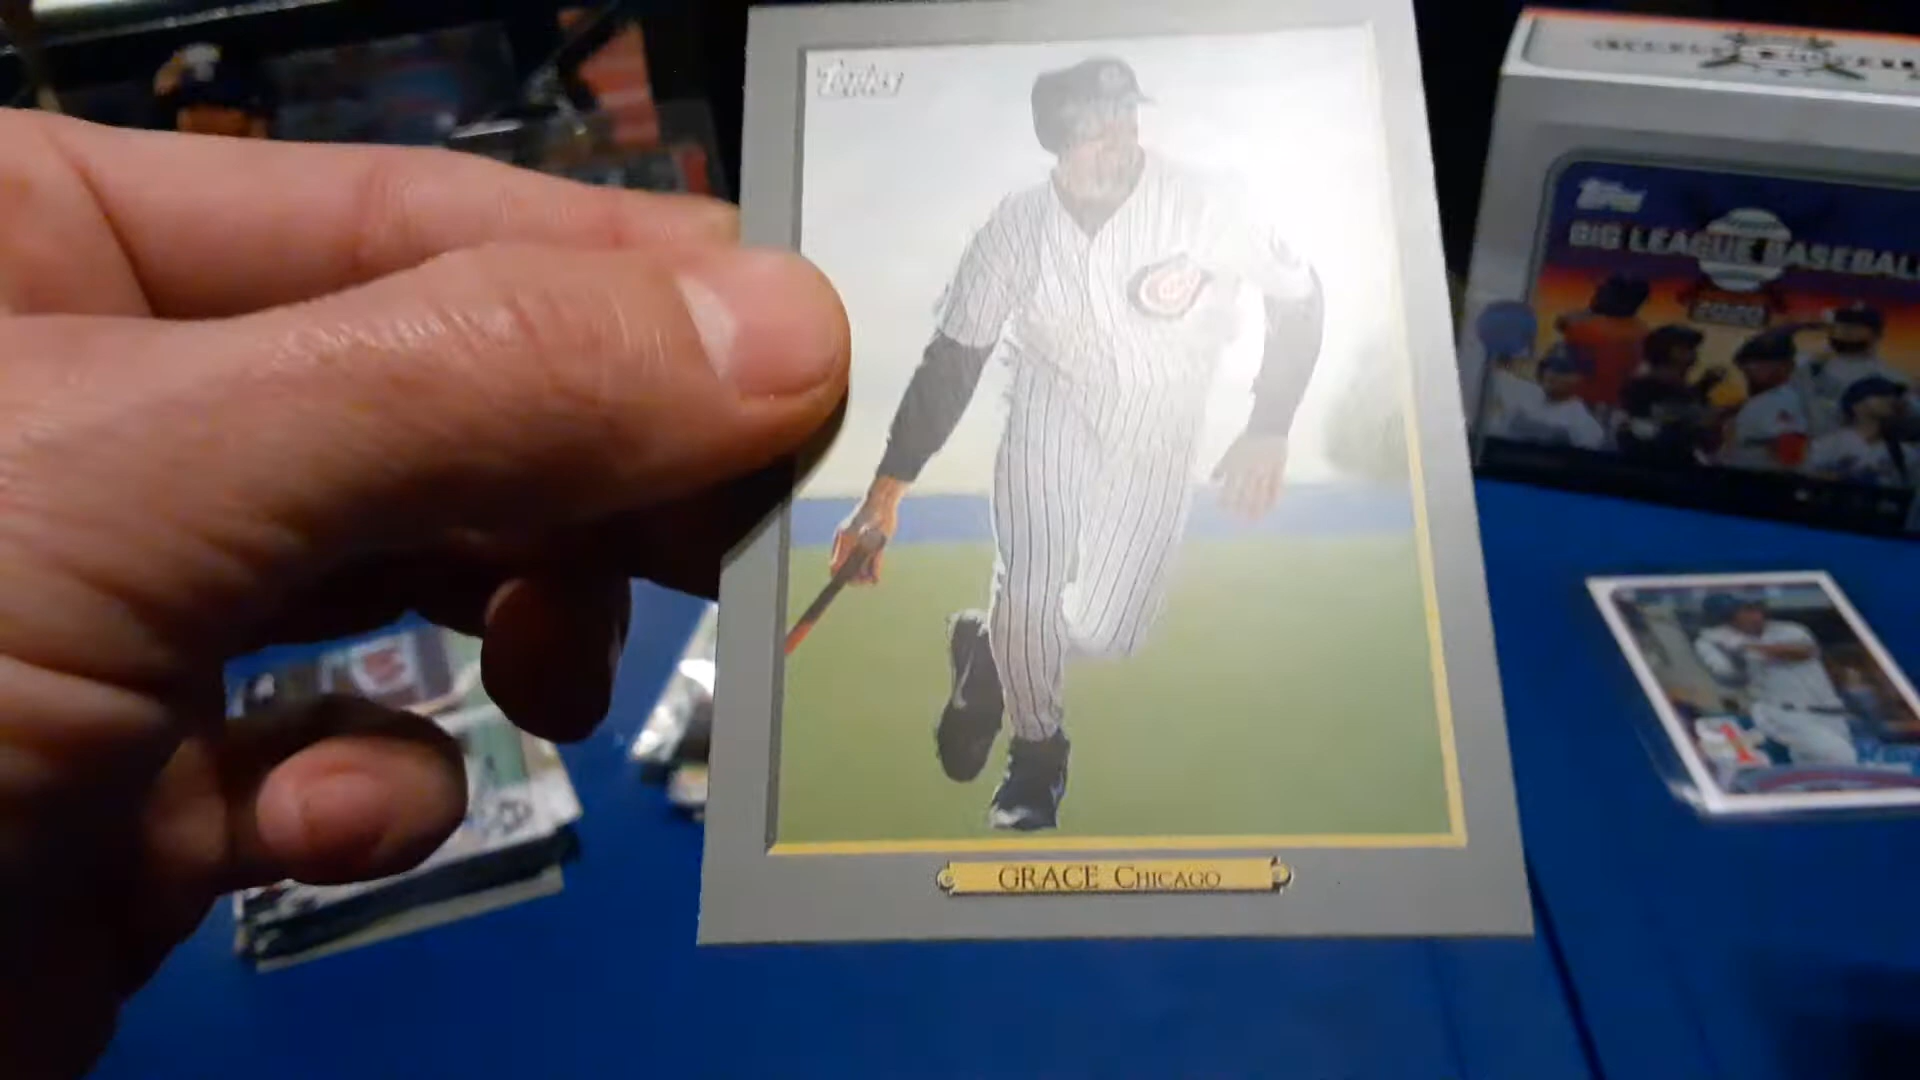 Topps
GRACE CHICAGO
Topps
BIG LEAGUE BASEBALL
2020